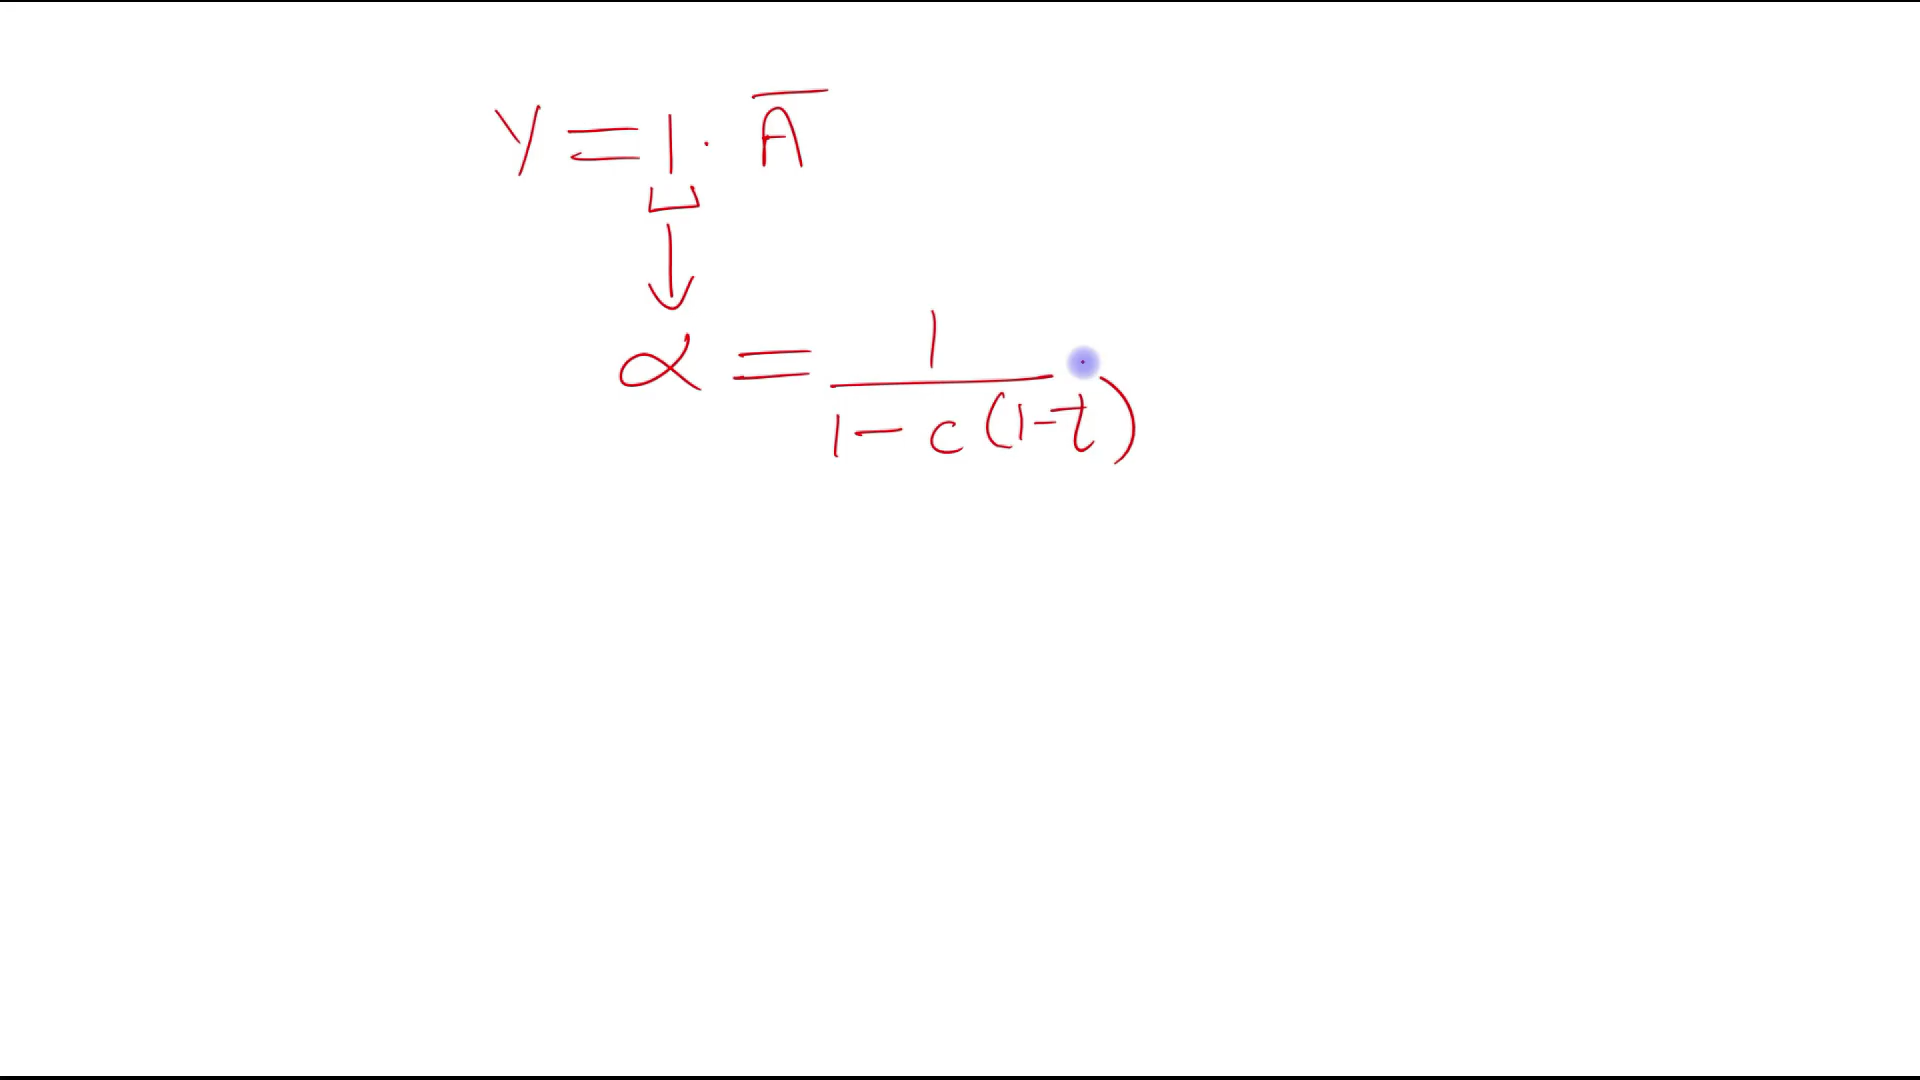 Y = 1 · A̅
α = 1 / 1 - c (1 - t)